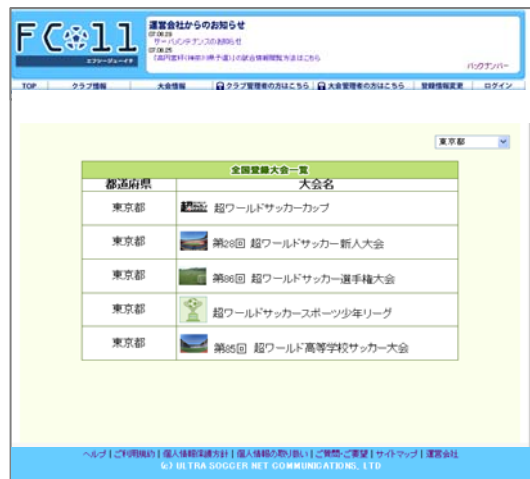 FC11
エフシージューイチ
運営会社からのお知らせ
07.08.29
サーバメンテナンスのお知らせ
07.08.25
「高円宮杯(神奈川県予選)」の試合情報閲覧方法はこちら
バックナンバー
TOP クラブ情報 大会情報 クラブ管理者の方はこちら 大会管理者の方はこちら 登録情報変更 ログイン
東京都
全国登録大会一覧
都道府県 大会名
東京都 超ワールドサッカーカップ
東京都 第28回 超ワールドサッカー新人大会
東京都 第86回 超ワールドサッカー選手権大会
東京都 超ワールドサッカースポーツ少年リーグ
東京都 第85回 超ワールド高等学校サッカー大会
ヘルプ | ご利用規約 | 個人情報保護方針 | 個人情報の取り扱い | ご質問・ご要望 | サイトマップ | 運営会社
(c) ULTRA SOCCER NET COMMUNICATIONS, LTD